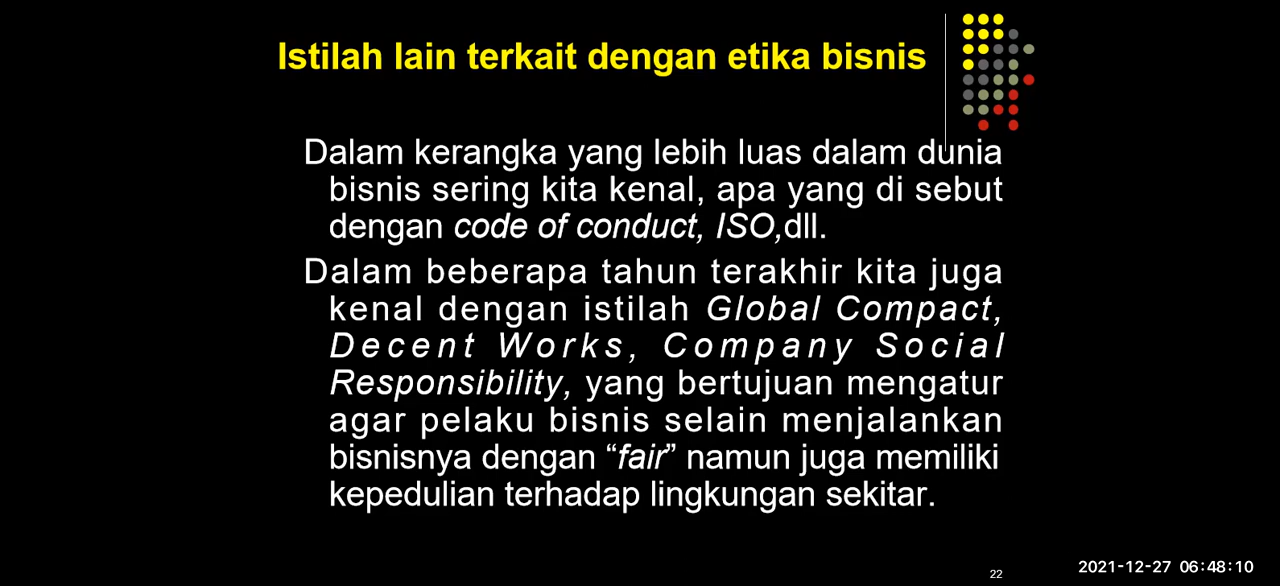 Istilah lain terkait dengan etika bisnis
Dalam kerangka yang lebih luas dalam dunia
bisnis sering kita kenal, apa yang di sebut
dengan code of conduct, ISO,dll.
Dalam beberapa tahun terakhir kita juga
kenal dengan istilah Global Compact,
Decent Works, Company Social
Responsibility, yang bertujuan mengatur
agar pelaku bisnis selain menjalankan
bisnisnya dengan “fair” namun juga memiliki
kepedulian terhadap lingkungan sekitar.
22
2021-12-27 06:48:10